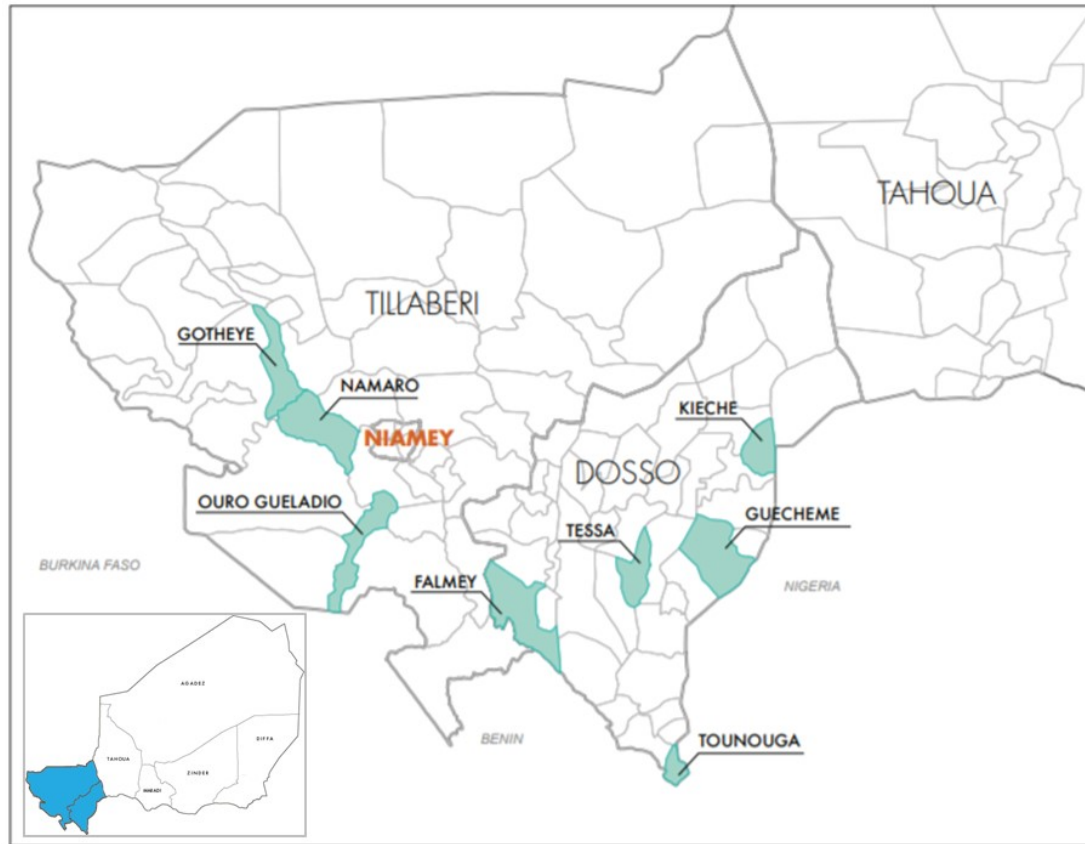 TAHOUA
TILLABERI
GOTHEYE
NAMARO
NIAMEY
KIECHE
DOSSO
OURO GUELADIO
GUECHEME
TESSA
BURKINA FASO
FALMEY
NIGERIA
BENIN
TOUNOUGA
AGADEZ
DIFFA
TAHOUA
ZINDER
MARADI